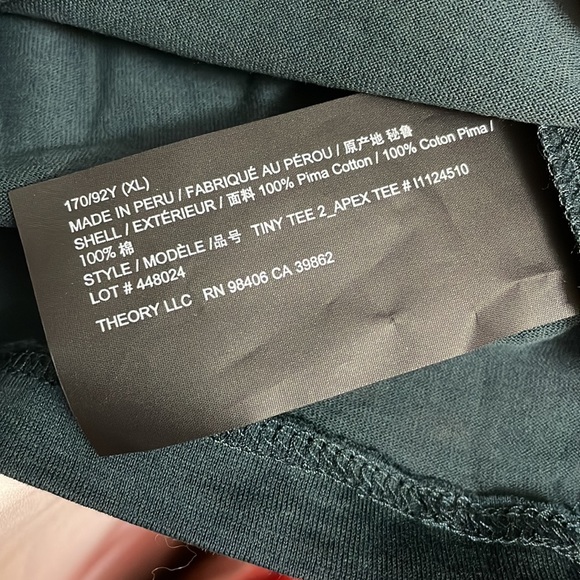 170/92Y (XL)
MADE IN PERU / FABRIQUÉ AU PÉROU / 原产地 秘鲁
SHELL / EXTÉRIEUR / 面料 100% Pima Cotton / 100% Coton Pima /
100% 棉
STYLE / MODÈLE /品号 TINY TEE 2_APEX TEE # I1124510
LOT # 448024
THEORY LLC RN 98406 CA 39862